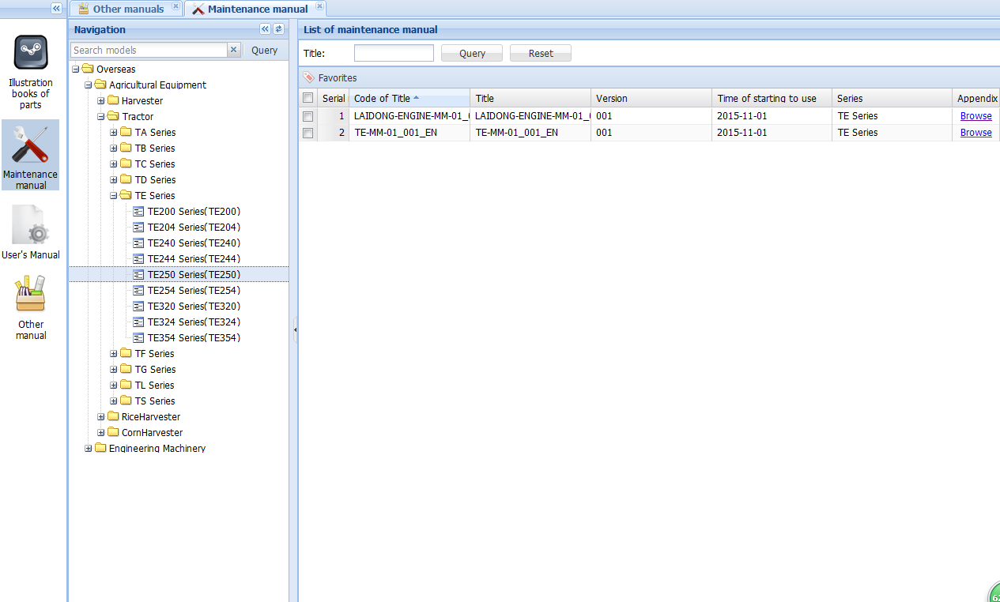 Other manuals
Maintenance manual
Illustration
books of
parts
Maintenance
manual
User's Manual
Other
manual
Navigation
Search models
Query
Overseas
Agricultural Equipment
Harvester
Tractor
TA Series
TB Series
TC Series
TD Series
TE Series
TE200 Series(TE200)
TE204 Series(TE204)
TE240 Series(TE240)
TE244 Series(TE244)
TE250 Series(TE250)
TE254 Series(TE254)
TE320 Series(TE320)
TE324 Series(TE324)
TE354 Series(TE354)
TF Series
TG Series
TL Series
TS Series
RiceHarvester
CornHarvester
Engineering Machinery
List of maintenance manual
Title: Query Reset
Favorites
Serial Code of Title Title Version Time of starting to use Series Appendix
1 LAIDONG-ENGINE-MM-01_( LAIDONG-ENGINE-MM-01_( 001 2015-11-01 TE Series Browse
2 TE-MM-01_001_EN TE-MM-01_001_EN 001 2015-11-01 TE Series Browse